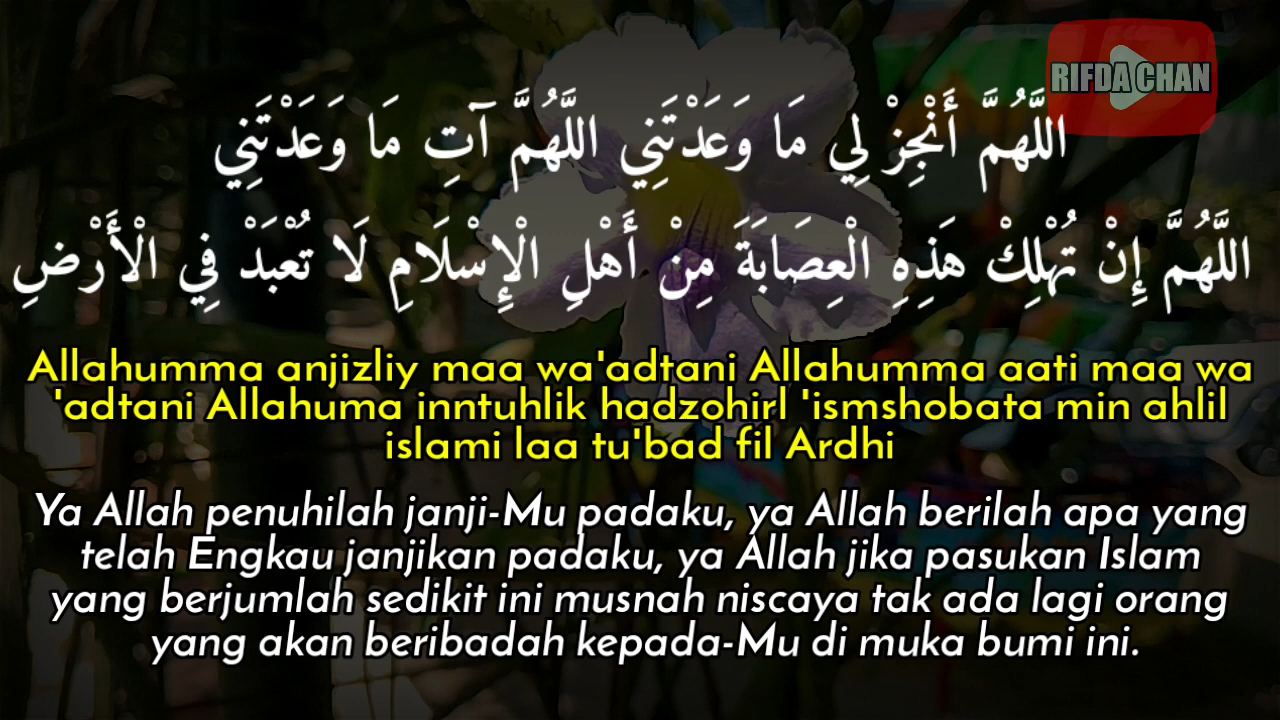 RIFDA CHAN
اللَّهُمَّ أَنْجِزْ لِي مَا وَعَدْتَنِي اللَّهُمَّ آتِ مَا وَعَدْتَنِي
اللَّهُمَّ إِنْ تُهْلِكْ هَذِهِ الْعِصَابَةَ مِنْ أَهْلِ الْإِسْلَامِ لَا تُعْبَدْ فِي الْأَرْضِ
Allahumma anjizliy maa wa'adtani Allahumma aati maa wa
'adtani Allahuma inntuhlik hadzohirl 'ismshobata min ahlil
islami laa tu'bad fil Ardhi
Ya Allah penuhilah janji-Mu padaku, ya Allah berilah apa yang
telah Engkau janjikan padaku, ya Allah jika pasukan Islam
yang berjumlah sedikit ini musnah niscaya tak ada lagi orang
yang akan beribadah kepada-Mu di muka bumi ini.